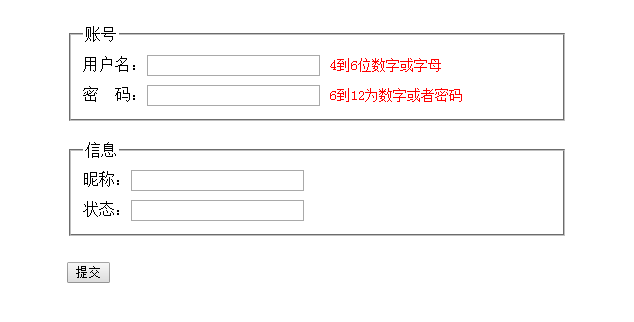 账号
用户名： 4到6位数字或字母
密 码： 6到12为数字或者密码
信息
昵称：
状态：
提交